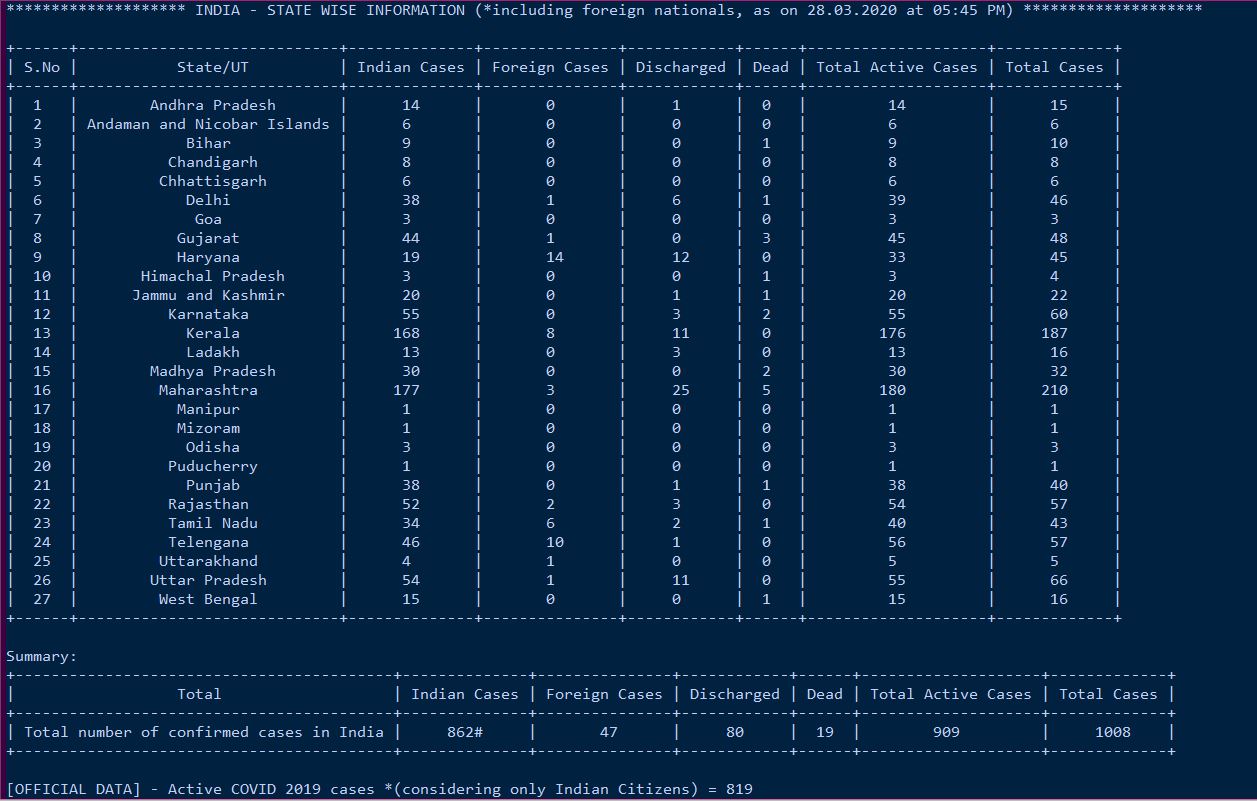 ******************** INDIA - STATE WISE INFORMATION (*including foreign nationals, as on 28.03.2020 at 05:45 PM) ********************
| S.No | State/UT | Indian Cases | Foreign Cases | Discharged | Dead | Total Active Cases | Total Cases |
| 1 | Andhra Pradesh | 14 | 0 | 1 | 0 | 14 | 15 |
| 2 | Andaman and Nicobar Islands | 6 | 0 | 0 | 0 | 6 | 6 |
| 3 | Bihar | 9 | 0 | 0 | 1 | 9 | 10 |
| 4 | Chandigarh | 8 | 0 | 0 | 0 | 8 | 8 |
| 5 | Chhattisgarh | 6 | 0 | 0 | 0 | 6 | 6 |
| 6 | Delhi | 38 | 1 | 6 | 1 | 39 | 46 |
| 7 | Goa | 3 | 0 | 0 | 0 | 3 | 3 |
| 8 | Gujarat | 44 | 1 | 0 | 3 | 45 | 48 |
| 9 | Haryana | 19 | 14 | 12 | 0 | 33 | 45 |
| 10 | Himachal Pradesh | 3 | 0 | 0 | 1 | 3 | 4 |
| 11 | Jammu and Kashmir | 20 | 0 | 1 | 1 | 20 | 22 |
| 12 | Karnataka | 55 | 0 | 3 | 2 | 55 | 60 |
| 13 | Kerala | 168 | 8 | 11 | 0 | 176 | 187 |
| 14 | Ladakh | 13 | 0 | 3 | 0 | 13 | 16 |
| 15 | Madhya Pradesh | 30 | 0 | 0 | 2 | 30 | 32 |
| 16 | Maharashtra | 177 | 3 | 25 | 5 | 180 | 210 |
| 17 | Manipur | 1 | 0 | 0 | 0 | 1 | 1 |
| 18 | Mizoram | 1 | 0 | 0 | 0 | 1 | 1 |
| 19 | Odisha | 3 | 0 | 0 | 0 | 3 | 3 |
| 20 | Puducherry | 1 | 0 | 0 | 0 | 1 | 1 |
| 21 | Punjab | 38 | 0 | 1 | 1 | 38 | 40 |
| 22 | Rajasthan | 52 | 2 | 3 | 0 | 54 | 57 |
| 23 | Tamil Nadu | 34 | 6 | 2 | 1 | 40 | 43 |
| 24 | Telengana | 46 | 10 | 1 | 0 | 56 | 57 |
| 25 | Uttarakhand | 4 | 1 | 0 | 0 | 5 | 5 |
| 26 | Uttar Pradesh | 54 | 1 | 11 | 0 | 55 | 66 |
| 27 | West Bengal | 15 | 0 | 0 | 1 | 15 | 16 |
Summary:
| Total | Indian Cases | Foreign Cases | Discharged | Dead | Total Active Cases | Total Cases |
| Total number of confirmed cases in India | 862# | 47 | 80 | 19 | 909 | 1008 |
[OFFICIAL DATA] - Active COVID 2019 cases *(considering only Indian Citizens) = 819